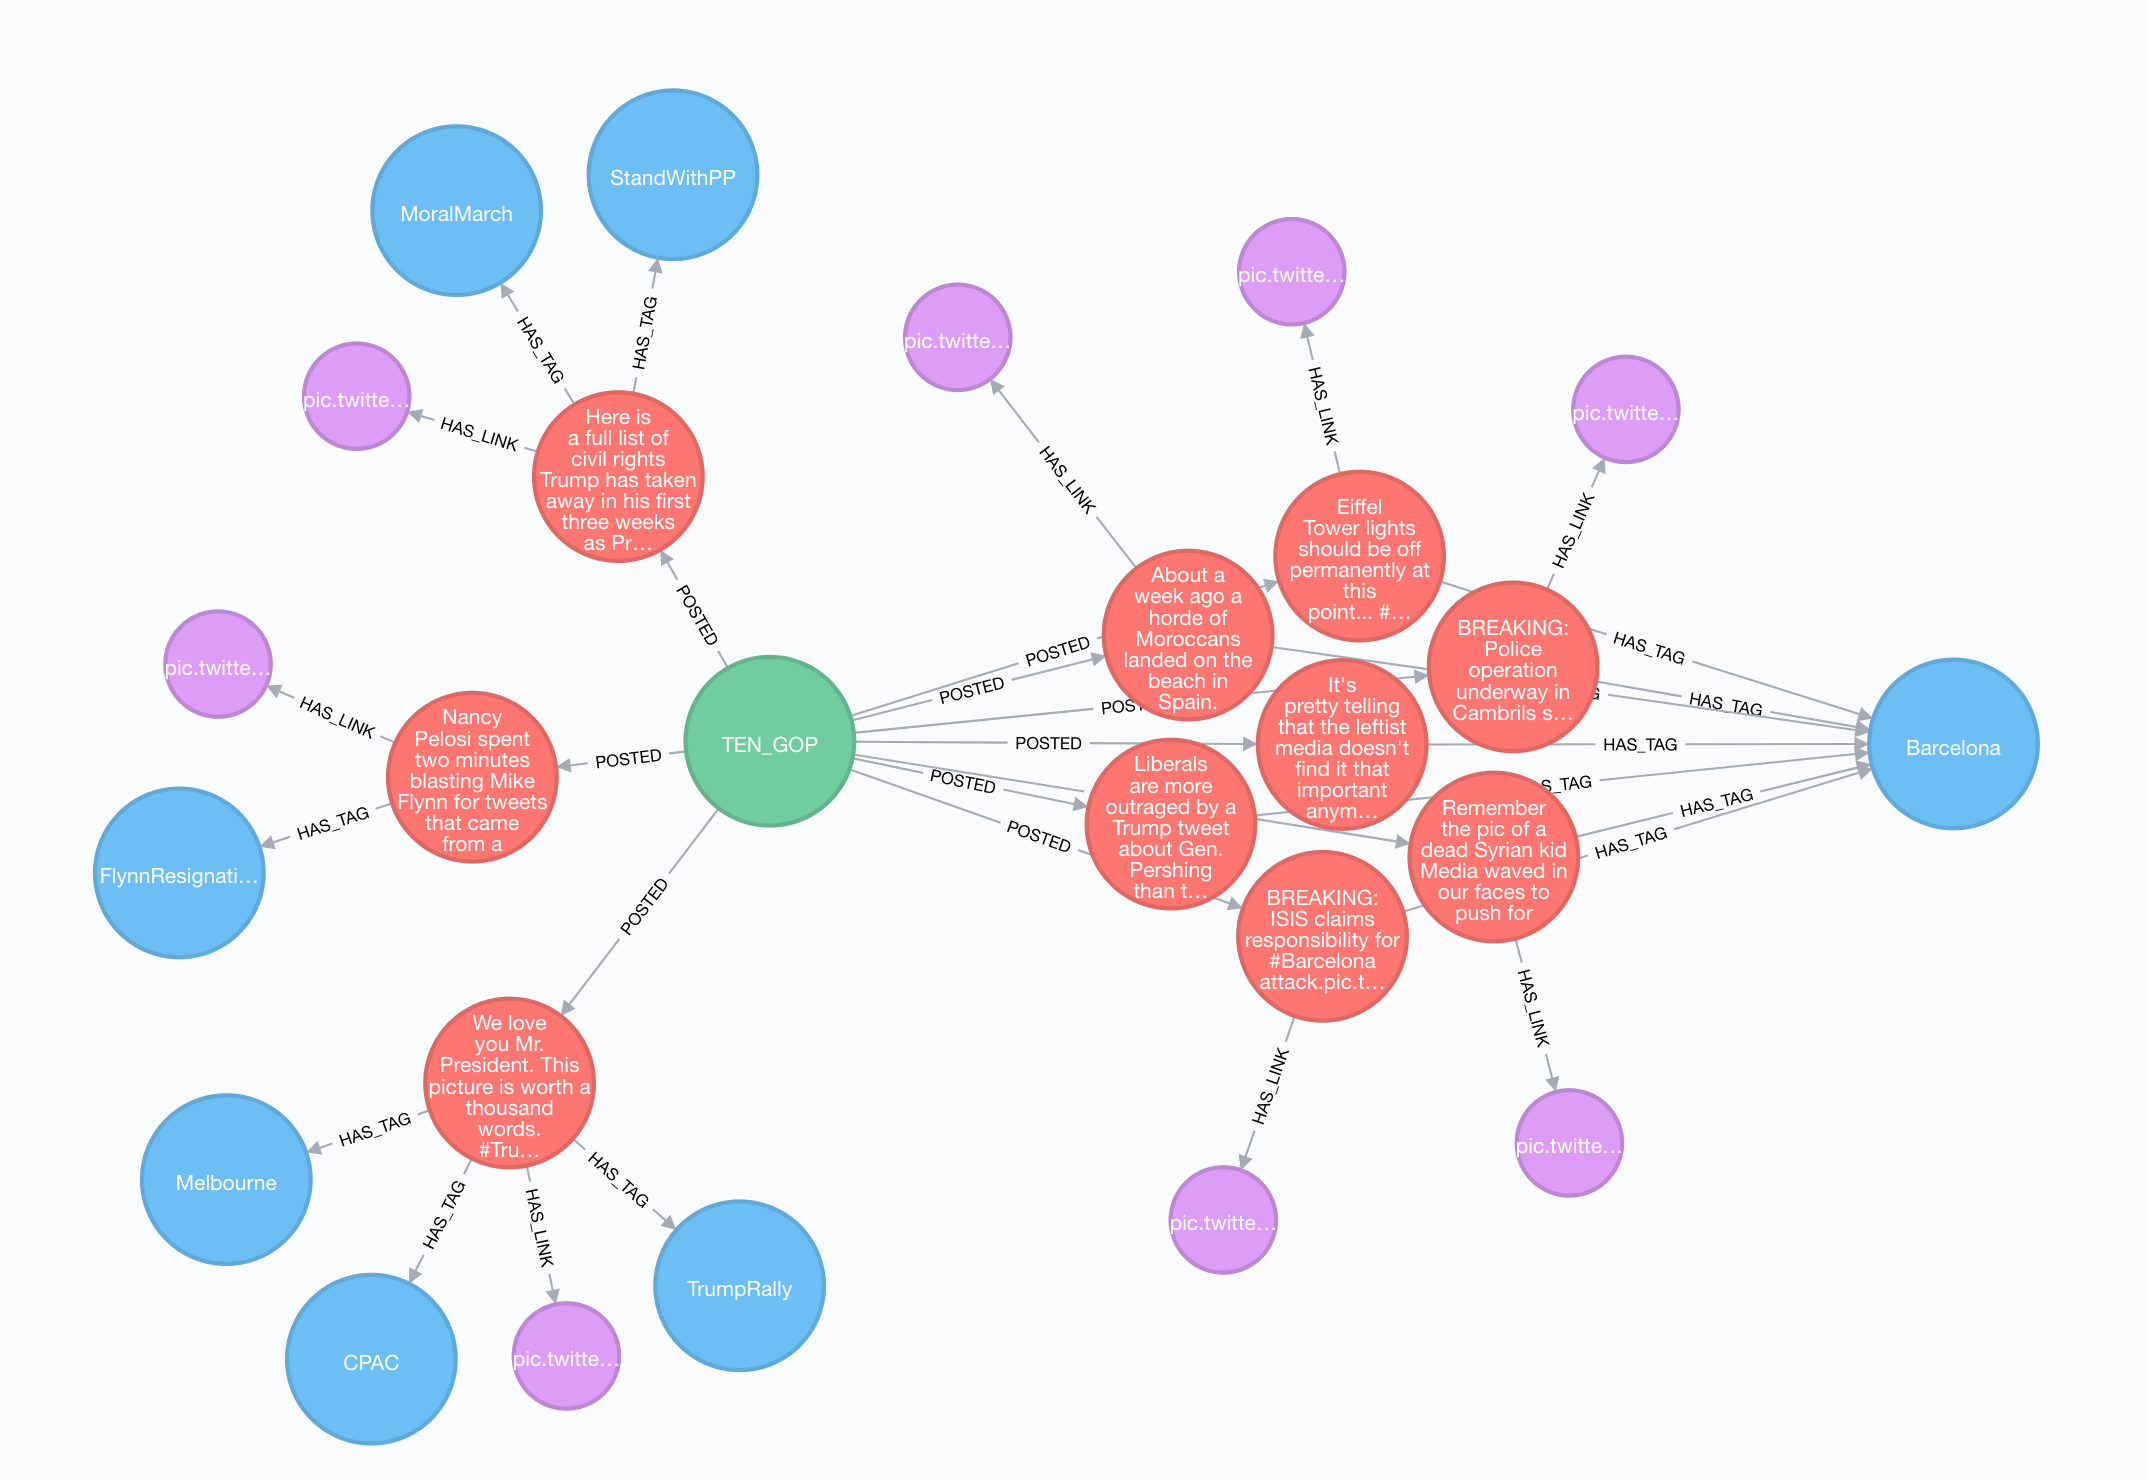 StandWithPP
MoralMarch
HAS_TAG
HAS_TAG
pic.twitte…
HAS_LINK
Here is
a full list of
civil rights
Trump has taken
away in his first
three weeks
as Pr…
POSTED
pic.twitte…
HAS_LINK
Nancy
Pelosi spent
two minutes
blasting Mike
Flynn for tweets
that came
from a
POSTED
HAS_TAG
FlynnResignati…
TEN_GOP
POSTED
We love
you Mr.
President. This
picture is worth a
thousand
words.
#Tru…
HAS_TAG
Melbourne
HAS_TAG
CPAC
HAS_LINK
pic.twitte…
HAS_TAG
TrumpRally
pic.twitte…
HAS_LINK
pic.twitte…
HAS_LINK
pic.twitte…
HAS_LINK
POSTED
POSTED
POSTED
POSTED
POSTED
About a
week ago a
horde of
Moroccans
landed on the
beach in
Spain.
Eiffel
Tower lights
should be off
permanently at
this
point... #…
BREAKING:
Police
operation
underway in
Cambrils s…
It's
pretty telling
that the leftist
media doesn't
find it that
important
anym…
Liberals
are more
outraged by a
Trump tweet
about Gen.
Pershing
than t…
BREAKING:
ISIS claims
responsibility for
#Barcelona
attack.pic.t…
Remember
the pic of a
dead Syrian kid
Media waved in
our faces to
push for
HAS_TAG
HAS_TAG
HAS_TAG
HAS_TAG
HAS_TAG
Barcelona
HAS_LINK
pic.twitte…
HAS_LINK
pic.twitte…